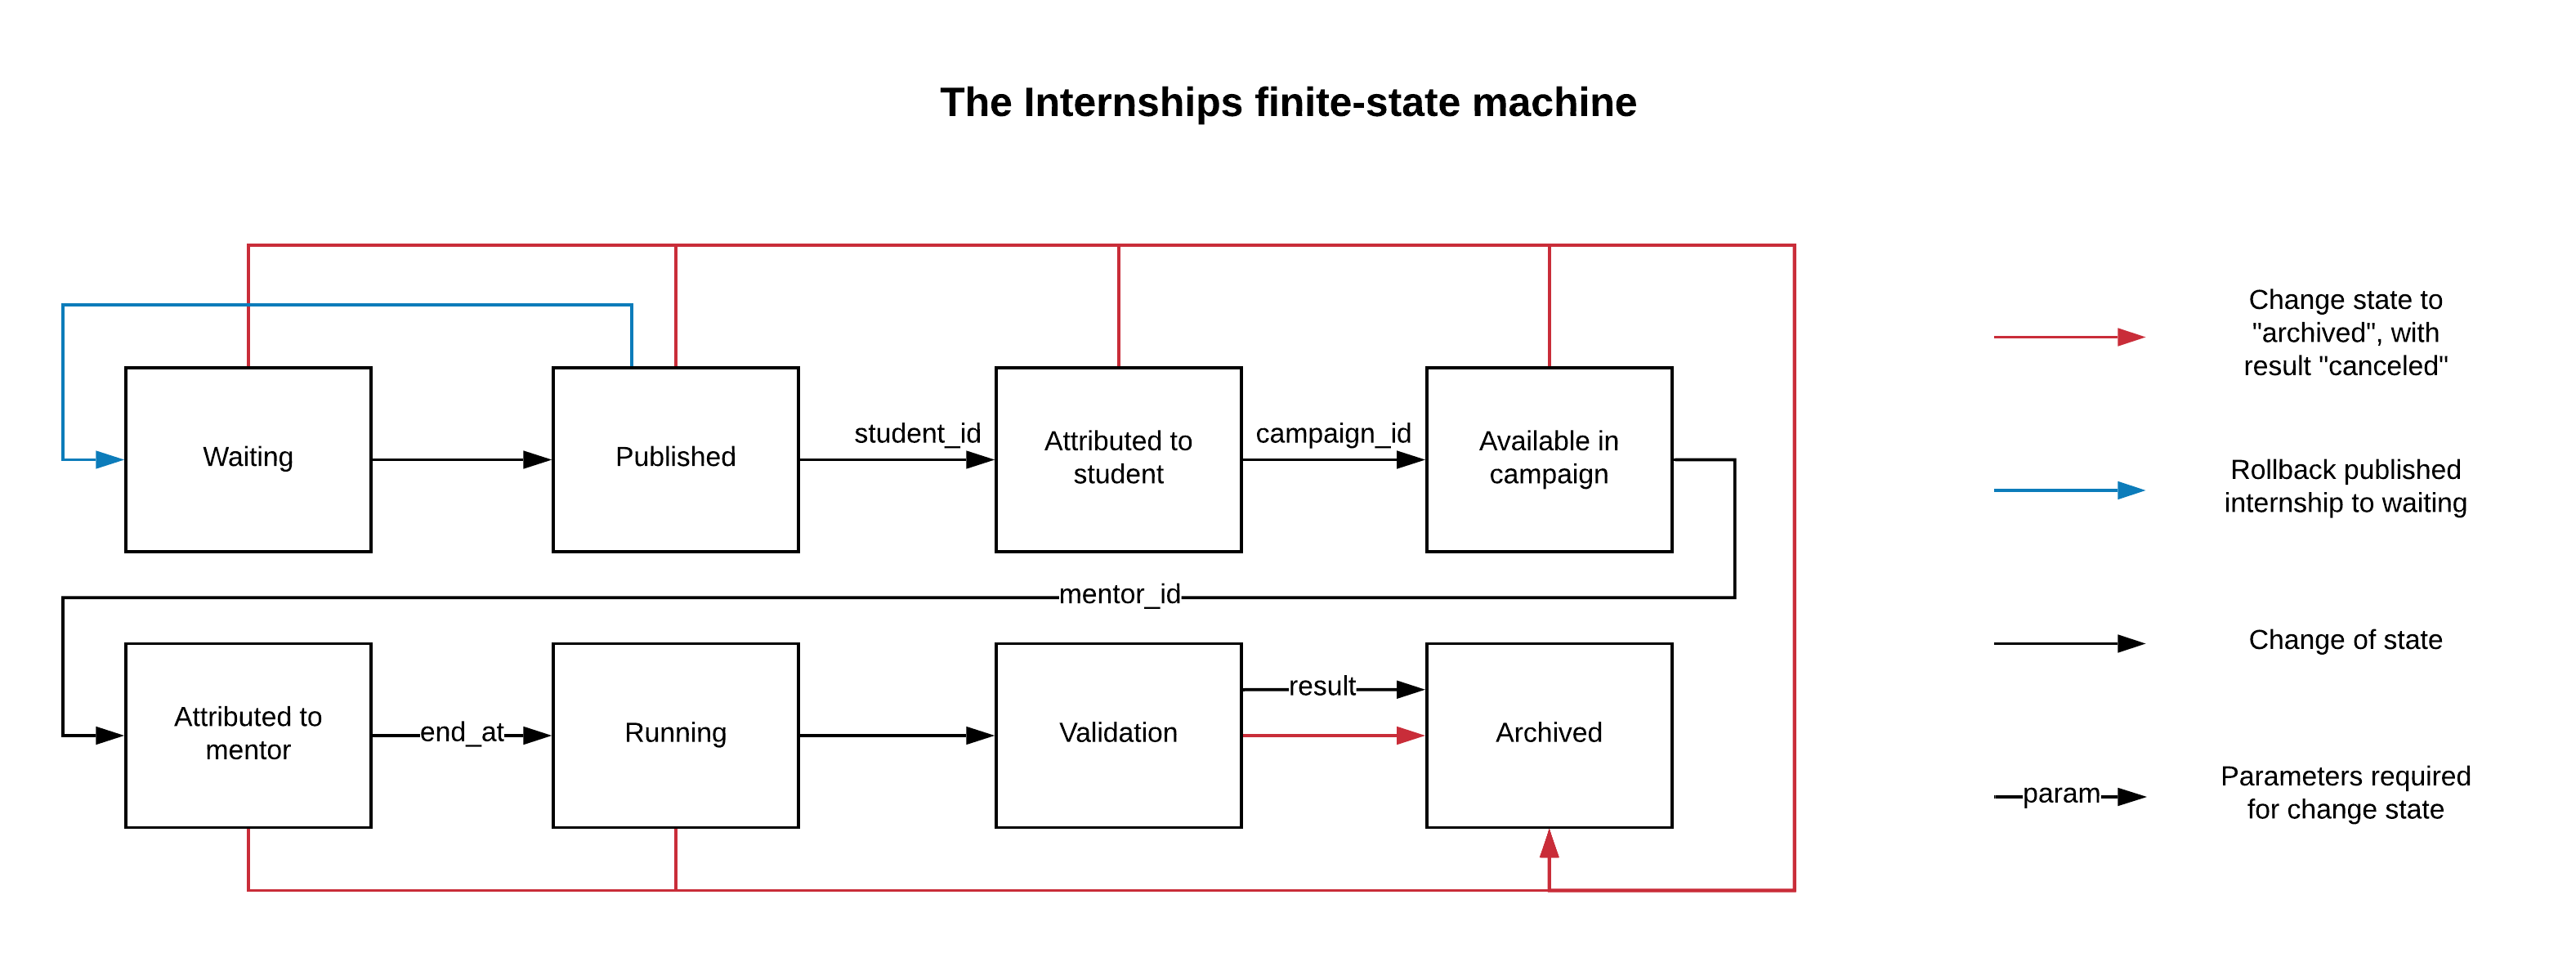 The Internships finite-state machine
Waiting
Published
student_id
Attributed to
student
campaign_id
Available in
campaign
mentor_id
Attributed to
mentor
end_at
Running
Validation
result
Archived
Change state to
"archived", with
result "canceled"
Rollback published
internship to waiting
Change of state
param
Parameters required
for change state